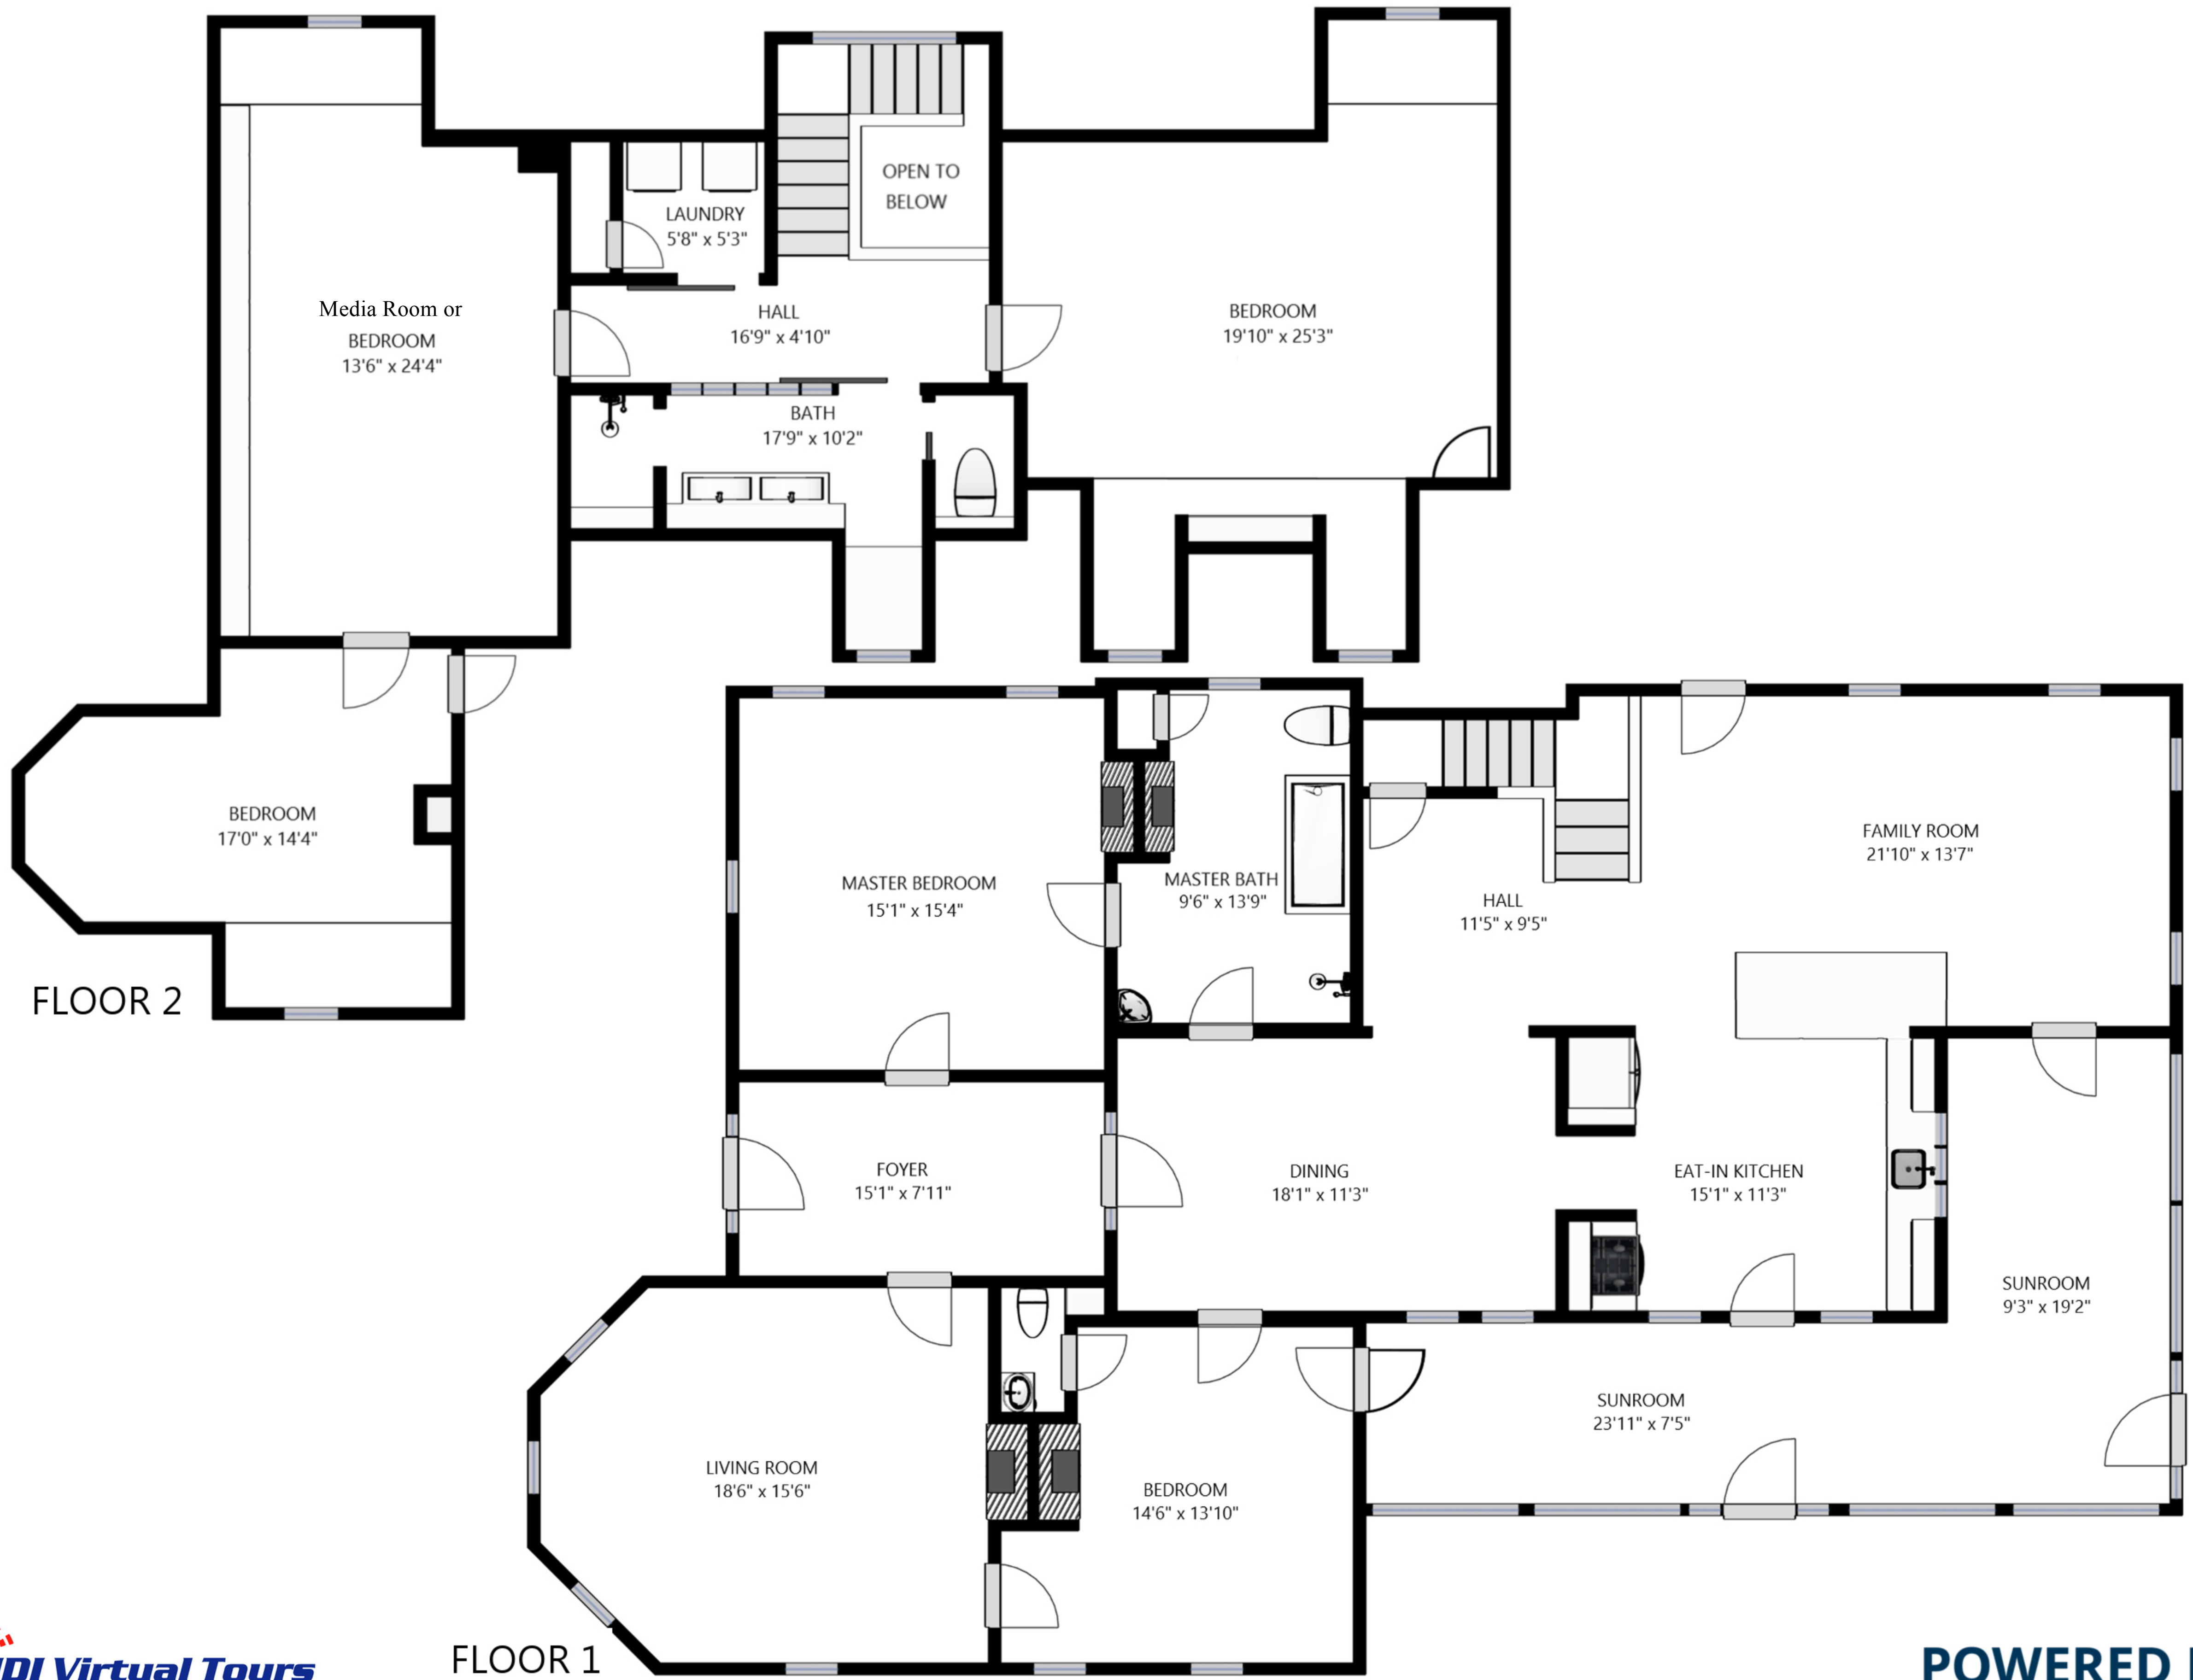 OPEN TO
BELOW
LAUNDRY
5'8" x 5'3"
Media Room or
BEDROOM
13'6" x 24'4"
HALL
16'9" x 4'10"
BEDROOM
19'10" x 25'3"
BATH
17'9" x 10'2"
BEDROOM
17'0" x 14'4"
FLOOR 2
MASTER BEDROOM
15'1" x 15'4"
MASTER BATH
9'6" x 13'9"
HALL
11'5" x 9'5"
FAMILY ROOM
21'10" x 13'7"
FOYER
15'1" x 7'11"
DINING
18'1" x 11'3"
EAT-IN KITCHEN
15'1" x 11'3"
SUNROOM
9'3" x 19'2"
SUNROOM
23'11" x 7'5"
LIVING ROOM
18'6" x 15'6"
BEDROOM
14'6" x 13'10"
FLOOR 1
Virtual Tours
POWERED